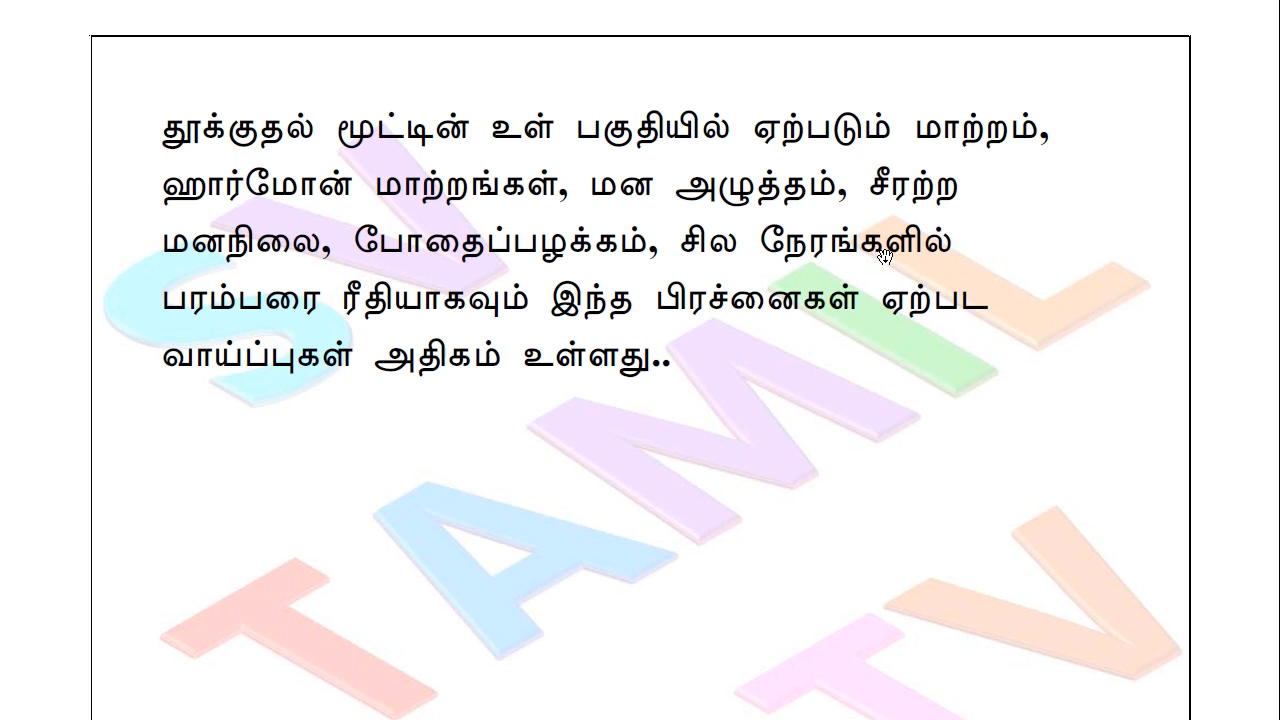 தூக்குதல் மூட்டின் உள் பகுதியில் ஏற்படும் மாற்றம்,
ஹார்மோன் மாற்றங்கள், மன அழுத்தம், சீரற்ற
மனநிலை, போதைப்பழக்கம், சில நேரங்களில்
பரம்பரை ரீதியாகவும் இந்த பிரச்னைகள் ஏற்பட
வாய்ப்புகள் அதிகம் உள்ளது..
SV
TAMIL
TV